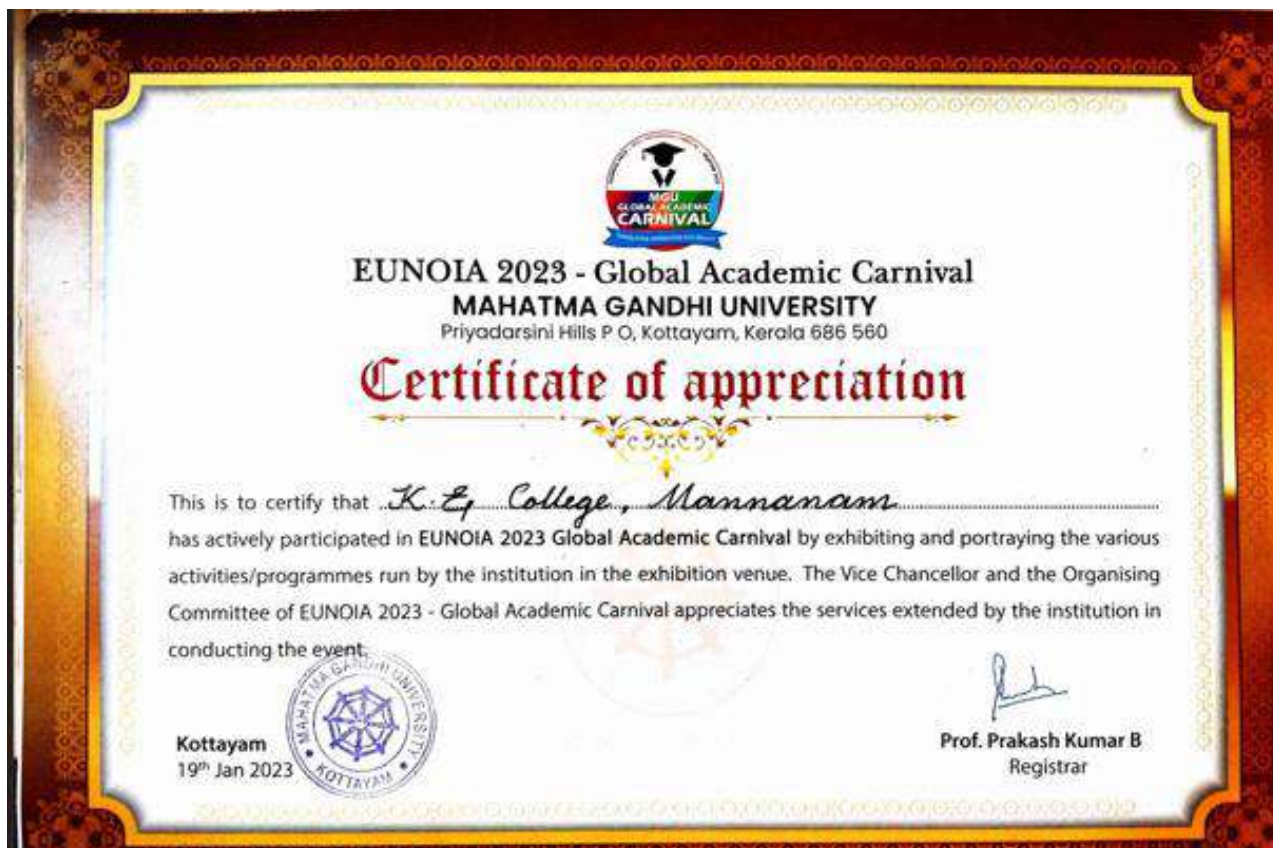 MGU
GLOBAL ACADEMIC
CARNIVAL
EUNOIA 2023 - Global Academic Carnival
MAHATMA GANDHI UNIVERSITY
Priyadarsini Hills P O, Kottayam, Kerala 686 560
Certificate of appreciation
This is to certify that K.E. College, Mannanam
has actively participated in EUNOIA 2023 Global Academic Carnival by exhibiting and portraying the various
activities/programmes run by the institution in the exhibition venue. The Vice Chancellor and the Organising
Committee of EUNOIA 2023 - Global Academic Carnival appreciates the services extended by the institution in
conducting the event.
MAHATMA GANDHI UNIVERSITY
KOTTAYAM
Kottayam
19th Jan 2023
Prof. Prakash Kumar B
Registrar